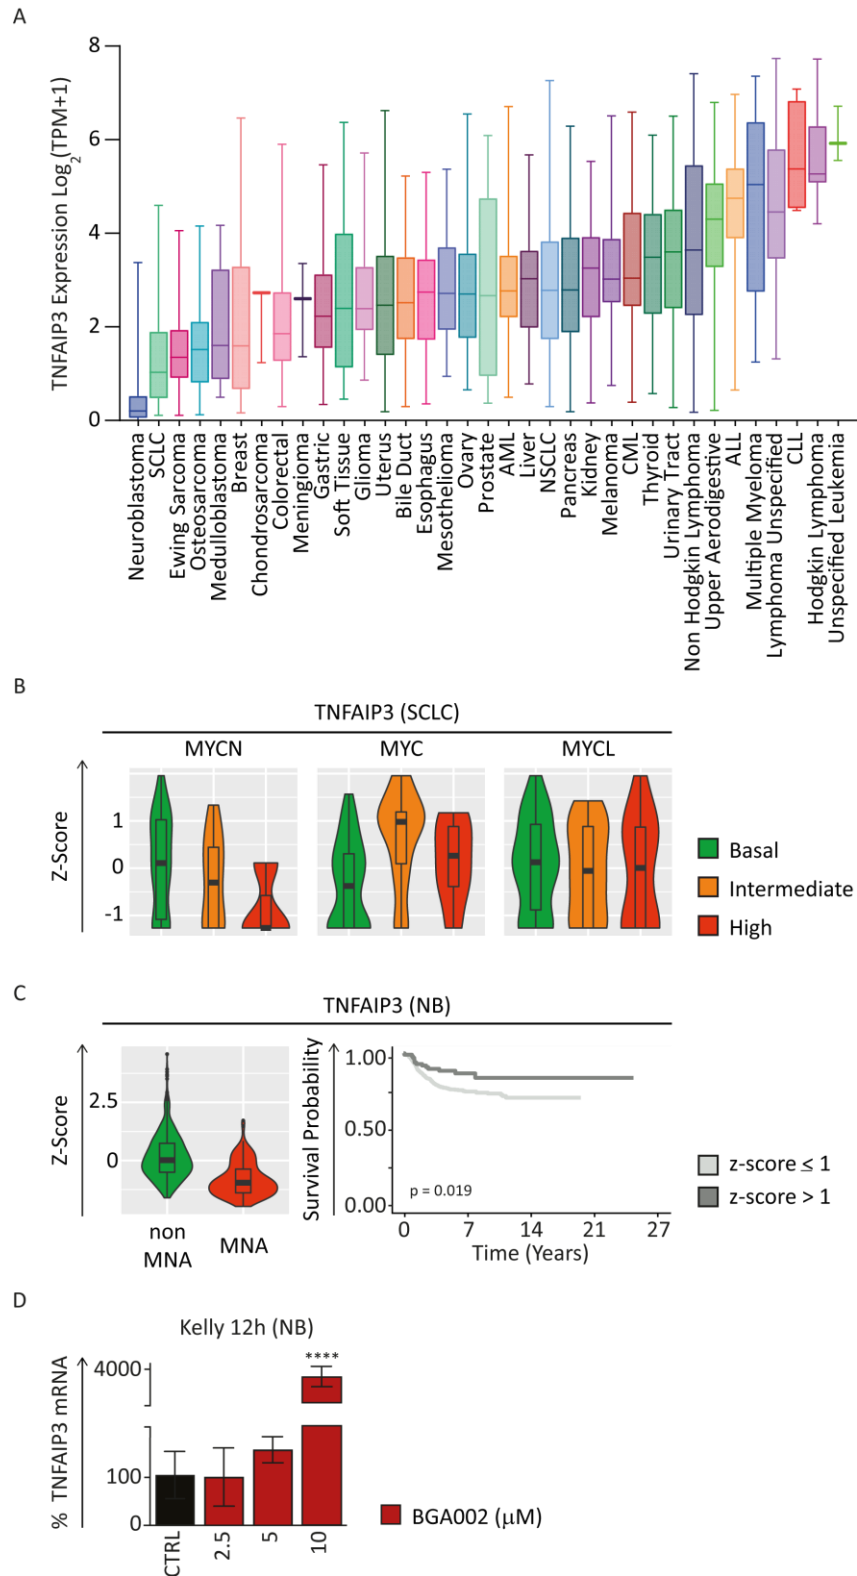 A
TNFAIP3 Expression Log2(TPM+1)
8
6
4
2
0
Neuroblastoma
SCLC
Ewing Sarcoma
Osteosarcoma
Medulloblastoma
Breast
Chondrosarcoma
Colorectal
Meningioma
Gastric
Soft Tissue
Glioma
Uterus
Bile Duct
Esophagus
Mesothelioma
Ovary
Prostate
AML
Liver
NSCLC
Pancreas
Kidney
Melanoma
CML
Thyroid
Urinary Tract
Non Hodgkin Lymphoma
Upper Aerodigestive
ALL
Multiple Myeloma
Lymphoma Unspecified
CLL
Hodgkin Lymphoma
Unspecified Leukemia
B
TNFAIP3 (SCLC)
MYCN
MYC
MYCL
Z-Score
1
0
-1
Basal
Intermediate
High
C
TNFAIP3 (NB)
Z-Score
2.5
0
non
MNA
MNA
Survival Probability
1.00
0.50
0.00
p = 0.019
0
7
14
21
27
Time (Years)
z-score ≤ 1
z-score > 1
D
Kelly 12h (NB)
% TNFAIP3 mRNA
4000
100
0
****
CTRL
2.5
5
10
BGA002 (μM)